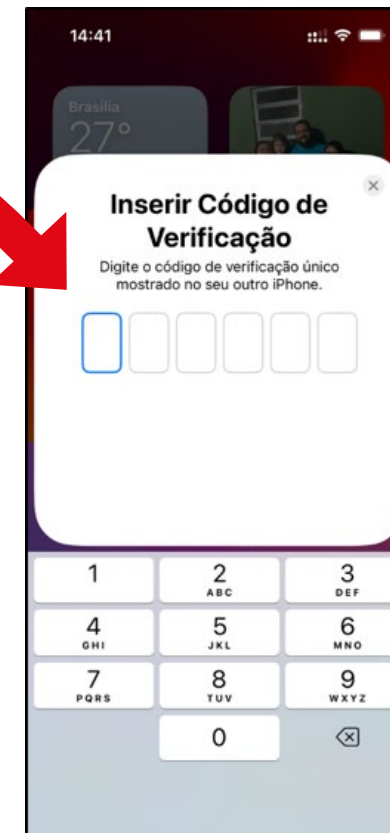 14:41
Brasília
27°
Inserir Código de
Verificação
Digite o código de verificação único
mostrado no seu outro iPhone.
1
2
ABC
3
DEF
4
GHI
5
JKL
6
MNO
7
PQRS
8
TUV
9
WXYZ
0